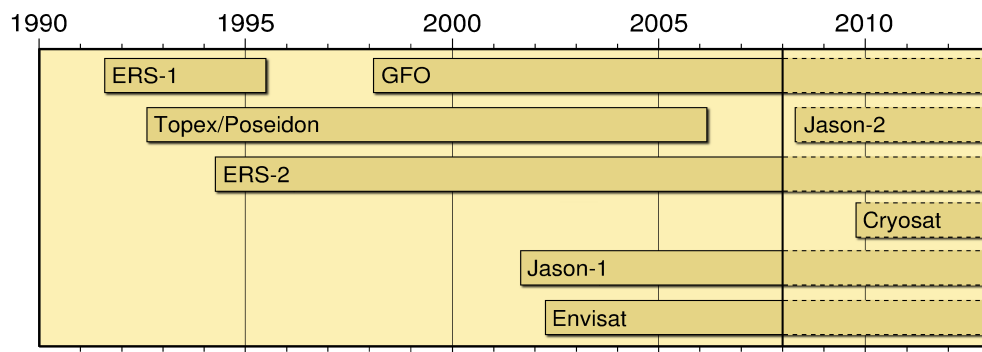 1990 1995 2000 2005 2010
ERS-1 GFO
Topex/Poseidon Jason-2
ERS-2
Cryosat
Jason-1
Envisat